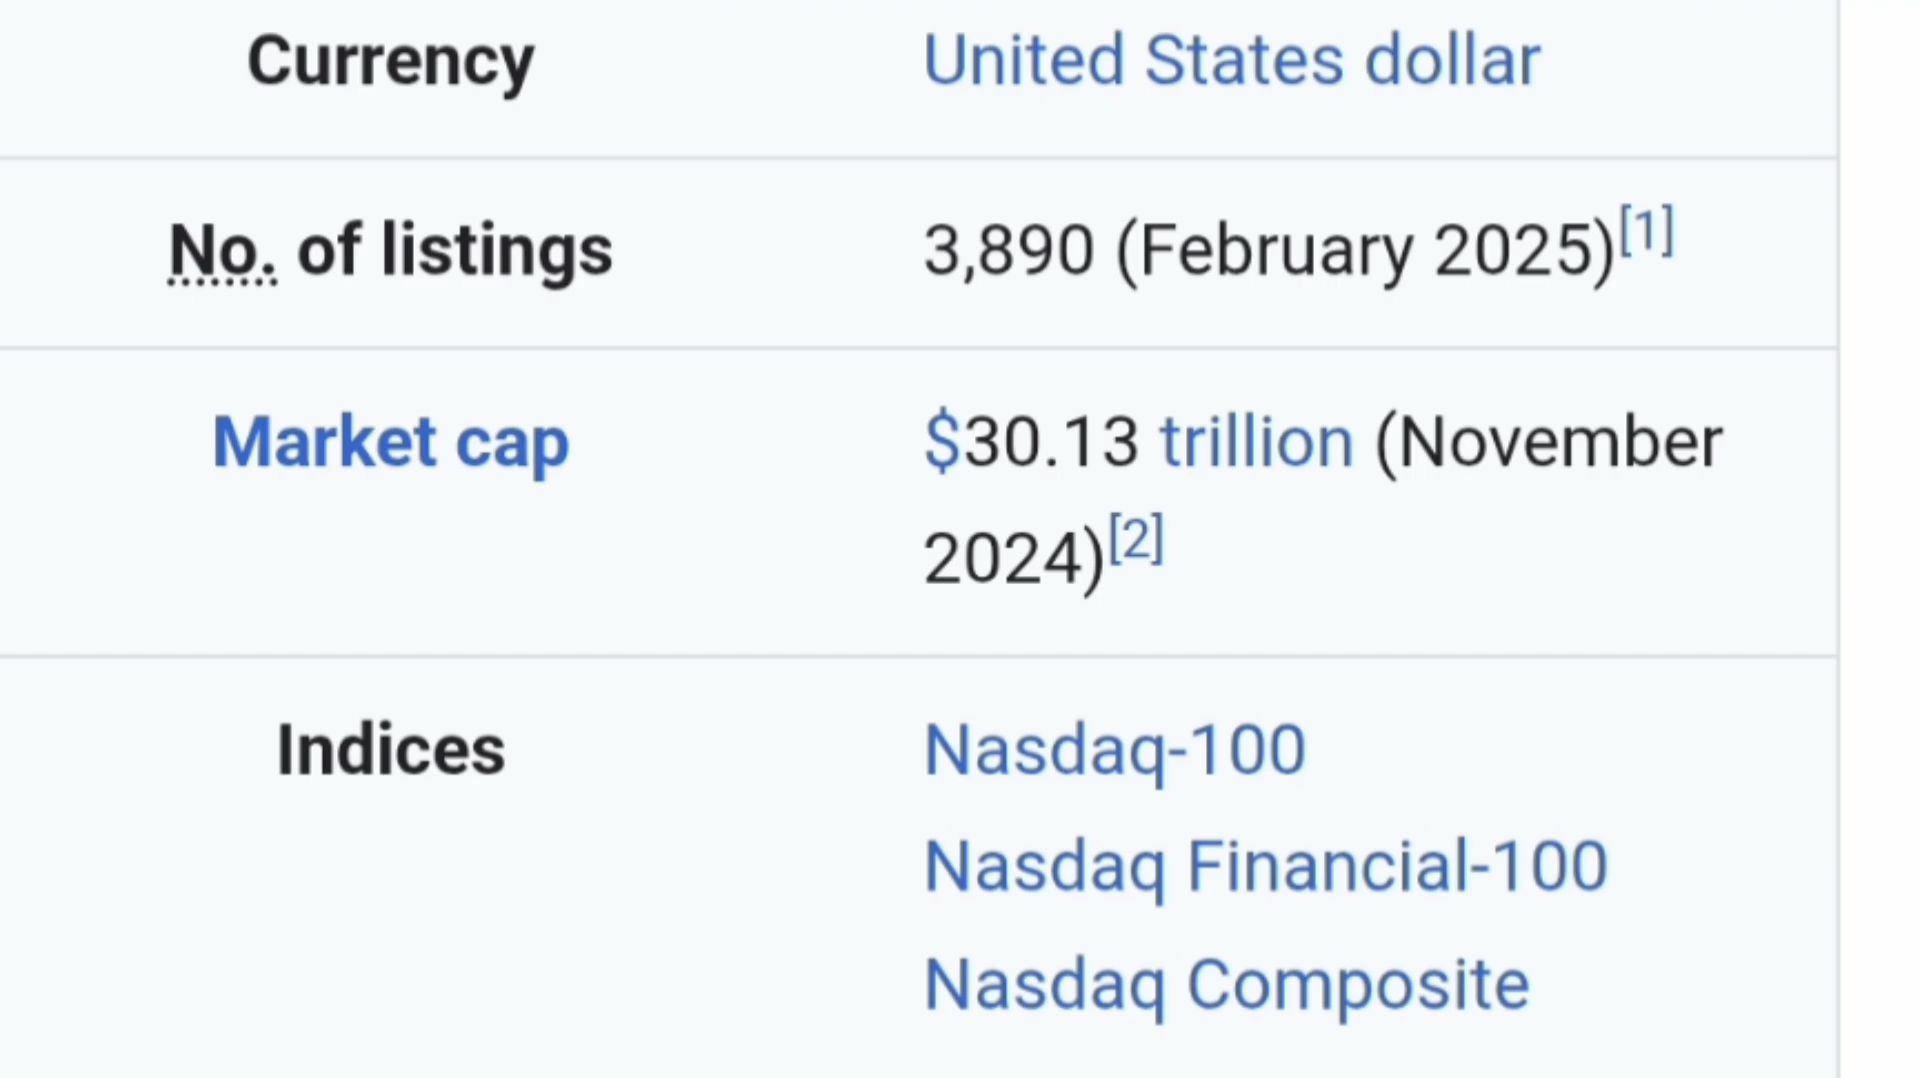 Currency United States dollar
No. of listings 3,890 (February 2025)[1]
Market cap $30.13 trillion (November
2024)[2]
Indices Nasdaq-100
Nasdaq Financial-100
Nasdaq Composite